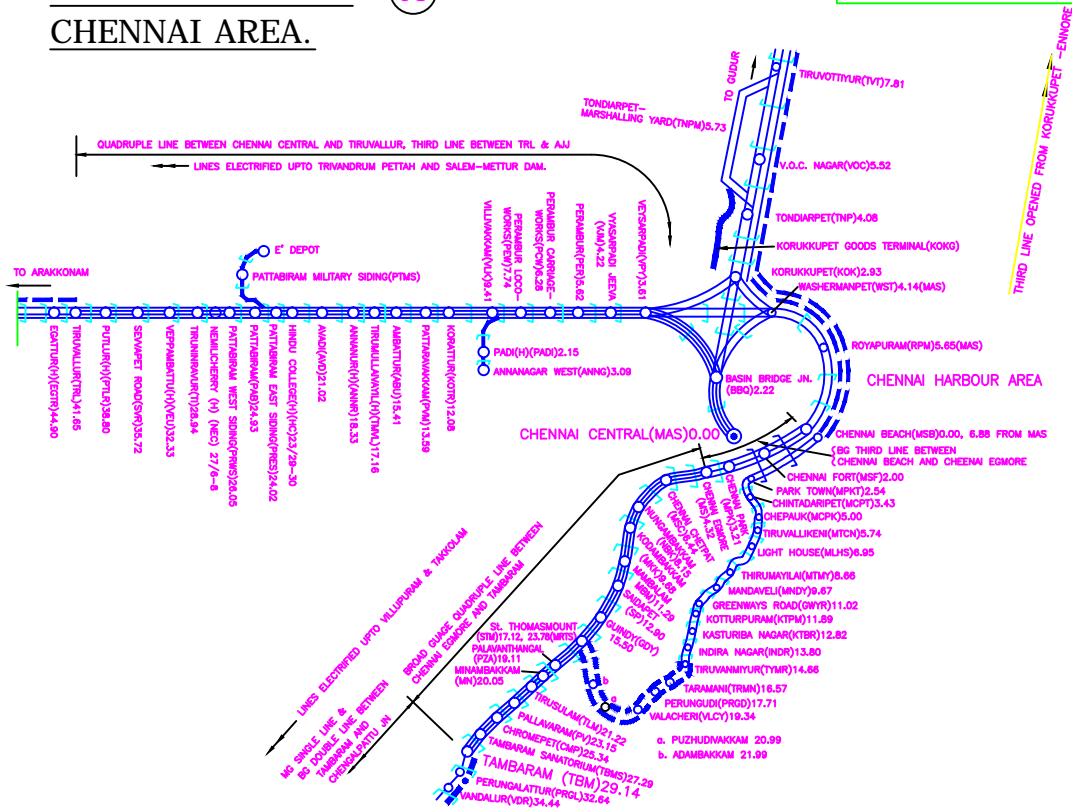 CHENNAI AREA.
TO GUDUR
TIRUVOTTIYUR(TVT)7.81
TONDIARPET-
MARSHALLING YARD(TNPM)5.73
THIRD LINE OPENED FROM KORUKKUPET -ENNORE
QUADRUPLE LINE BETWEEN CHENNAI CENTRAL AND TIRUVALLUR, THIRD LINE BETWEEN TRL & AJJ
LINES ELECTRIFIED UPTO TRIVANDRUM PETTAH AND SALEM-METTUR DAM.
V.O.C. NAGAR(VOC)5.52
TONDIARPET(TNP)4.08
KORUKKUPET GOODS TERMINAL(KOKG)
KORUKKUPET(KOK)2.93
WASHERMANPET(WST)4.14(MAS)
E' DEPOT
PATTABIRAM MILITARY SIDING(PTMS)
TO ARAKKONAM
VILLIVAKKAM(VLK)9.41
PERAMBUR LOCO-
WORKS(PEW)7.74
PERAMBUR CARRIAGE-
WORKS(PCW)6.28
PERAMBUR(PER)5.62
VYASARPADI JEEVA
(VJM)4.22
VEYSARPADI(VPY)3.61
EGATTUR(H)(EGTR)44.90
TIRUVALLUR(TRL)41.65
PUTLUR(H)(PTLR)38.80
SEVVAPET ROAD(SVR)35.72
VEPPAMBATTU(H)(VEU)32.33
TIRUNINRAVUR(TI)28.94
NEMILICHERRY (H) (NEC) 27/6-8
PATTABIRAM WEST SIDING(PRWS)26.05
PATTABIRAM(PAB)24.93
PATTABIRAM EAST SIDING(PRES)24.02
HINDU COLLEGE(H)(HC)23/29-30
AVADI(AVD)21.02
ANNANUR(H)(ANNR)18.33
TIRUMULLAVAYIL(H)(TMVL)17.16
AMBATTUR(ABU)15.41
PATTARAVAKKAM(PVM)13.59
KORATTUR(KOTR)12.08
PADI(H)(PADI)2.15
ANNANAGAR WEST(ANNG)3.09
ROYAPURAM(RPM)5.65(MAS)
BASIN BRIDGE JN.
(BBQ)2.22
CHENNAI HARBOUR AREA
CHENNAI CENTRAL(MAS)0.00
CHENNAI BEACH(MSB)0.00, 6.88 FROM MAS
BG THIRD LINE BETWEEN
CHENNAI BEACH AND CHEENAI EGMORE
CHENNAI FORT(MSF)2.00
PARK TOWN(MPKT)2.54
CHINTADARIPET(MCPT)3.43
CHEPAUK(MCPK)5.00
TIRUVALLIKENI(MTCN)5.74
LIGHT HOUSE(MLHS)6.95
THIRUMAYILAI(MTMY)8.66
MANDAVELI(MNDY)9.67
GREENWAYS ROAD(GWYR)11.02
KOTTURPURAM(KTPM)11.89
KASTURIBA NAGAR(KTBR)12.82
INDIRA NAGAR(INDR)13.80
TIRUVANMIYUR(TYMR)14.66
TARAMANI(TRMN)16.57
PERUNGUDI(PRGD)17.71
VALACHERI(VLCY)19.34
a. PUZHUDIVAKKAM 20.99
b. ADAMBAKKAM 21.99
b
a
CHENNAI PARK
(MPK)3.21
CHENNAI EGMORE
(MS)4.32
CHENNAI CHETPAT
(MSC)6.44
NUNGAMBAKKAM
(NBK)8.15
KODAMBAKKAM
(MKK)9.68
MAMBALAM
MBM)11.29
SAIDAPET
(SP)12.90
GUINDY(GDY)
15.50
St. THOMASMOUNT
(STM)17.12, 23.78(MRTS)
PALAVANTHANGAL
(PZA)19.11
MINAMBAKKAM
(MN)20.05
TIRUSULAM(TLM)21.22
PALLAVARAM(PV)23.15
CHROMEPET(CMP)25.34
TAMBARAM SANATORIUM(TBMS)27.29
TAMBARAM (TBM)29.14
PERUNGALATTUR(PRGL)32.64
VANDALUR(VDR)34.44
BROAD GUAGE QUADRUPLE LINE BETWEEN
CHENNAI EGMORE AND TAMBARAM
LINES ELECTRIFIED UPTO VILLUPURAM & TAKKOLAM
MG SINGLE LINE &
BG DOUBLE LINE BETWEEN
TAMBARAM AND
CHENGALPATTU JN